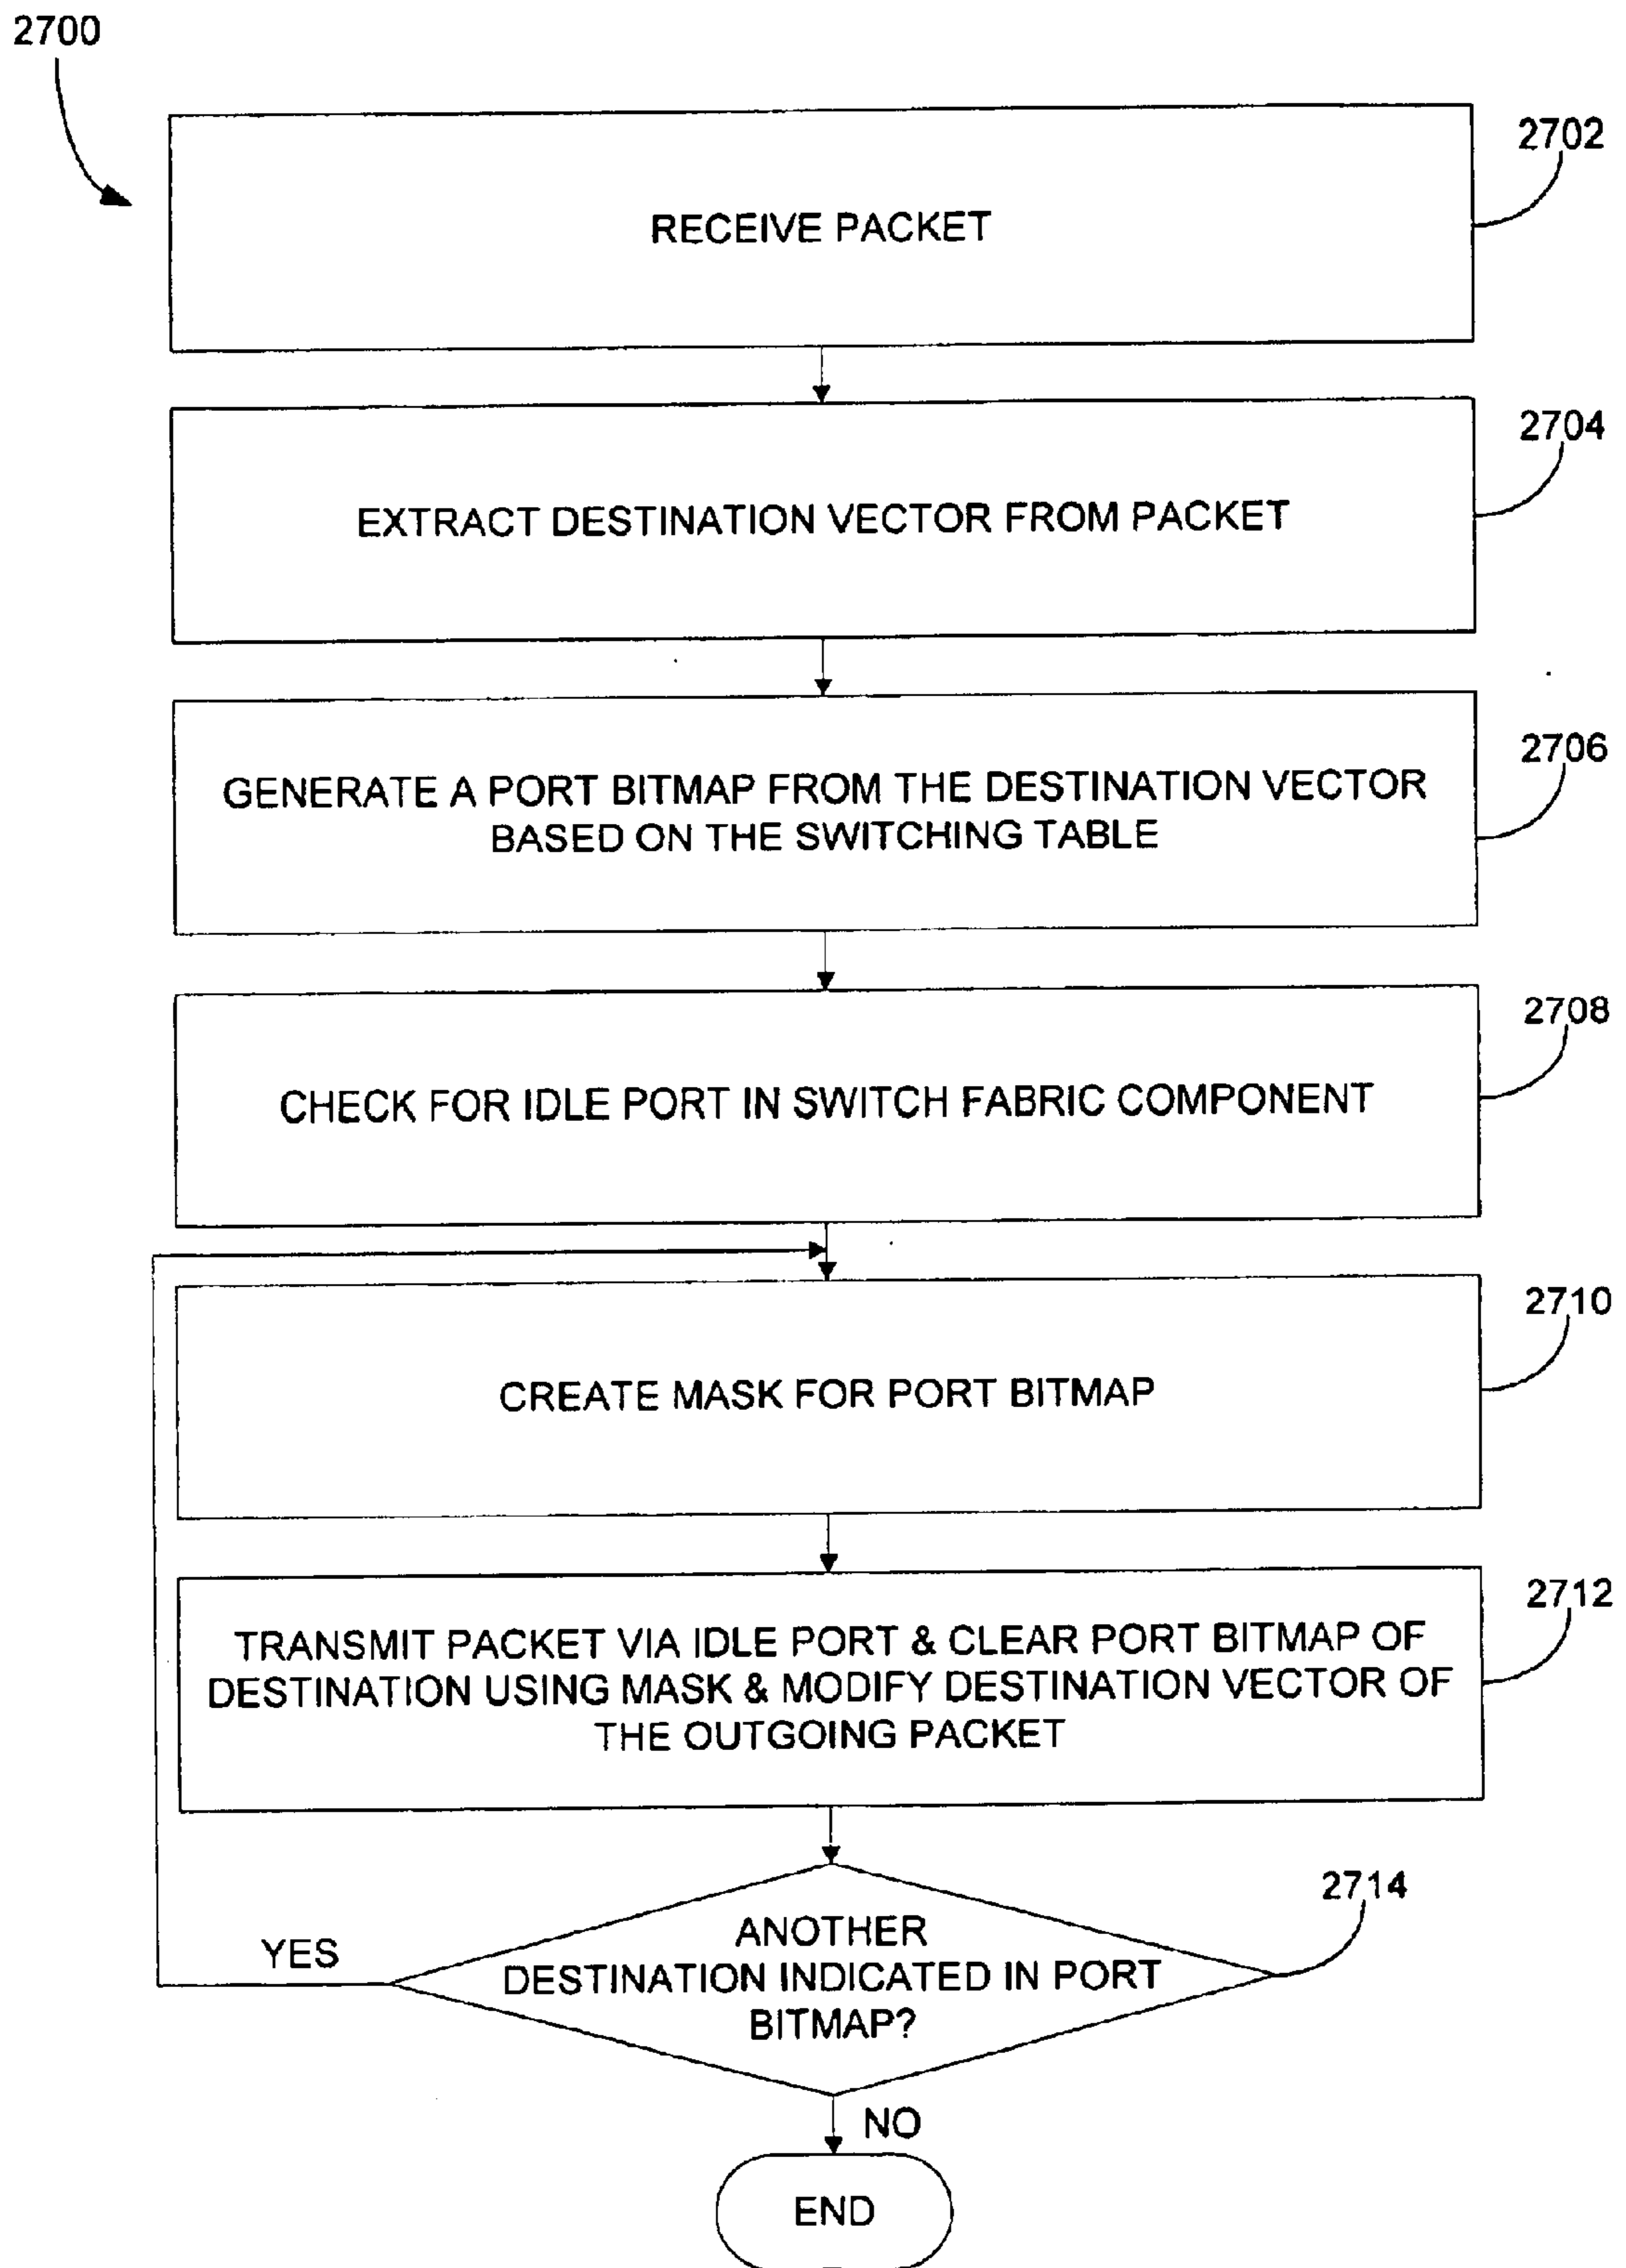 2700
2702
RECEIVE PACKET
2704
EXTRACT DESTINATION VECTOR FROM PACKET
2706
GENERATE A PORT BITMAP FROM THE DESTINATION VECTOR
BASED ON THE SWITCHING TABLE
2708
CHECK FOR IDLE PORT IN SWITCH FABRIC COMPONENT
2710
CREATE MASK FOR PORT BITMAP
2712
TRANSMIT PACKET VIA IDLE PORT & CLEAR PORT BITMAP OF
DESTINATION USING MASK & MODIFY DESTINATION VECTOR OF
THE OUTGOING PACKET
2714
ANOTHER
DESTINATION INDICATED IN PORT
BITMAP?
YES
NO
END